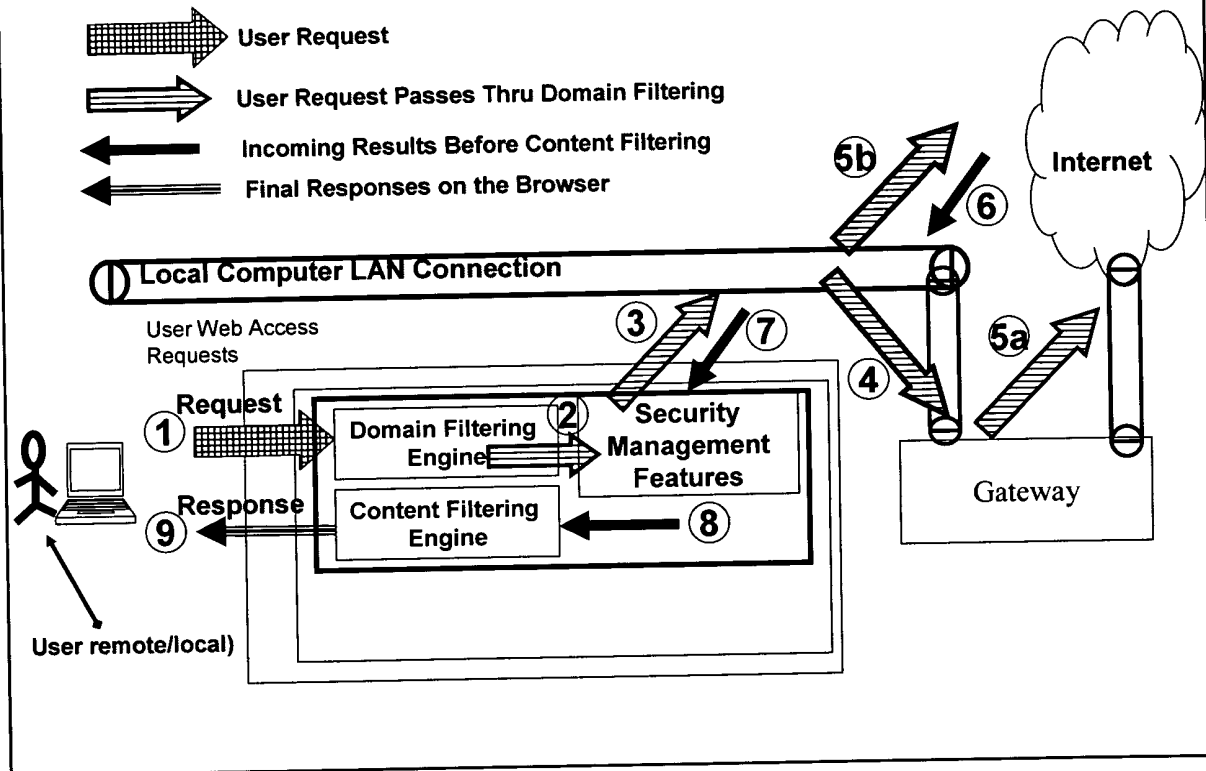 User Request
User Request Passes Thru Domain Filtering
Incoming Results Before Content Filtering
Final Responses on the Browser
5b
Internet
6
Local Computer LAN Connection
User Web Access
Requests
3
7
5a
4
Request
1
2
Domain Filtering
Engine
Security
Management
Features
Gateway
Response
9
Content Filtering
Engine
8
User remote/local)